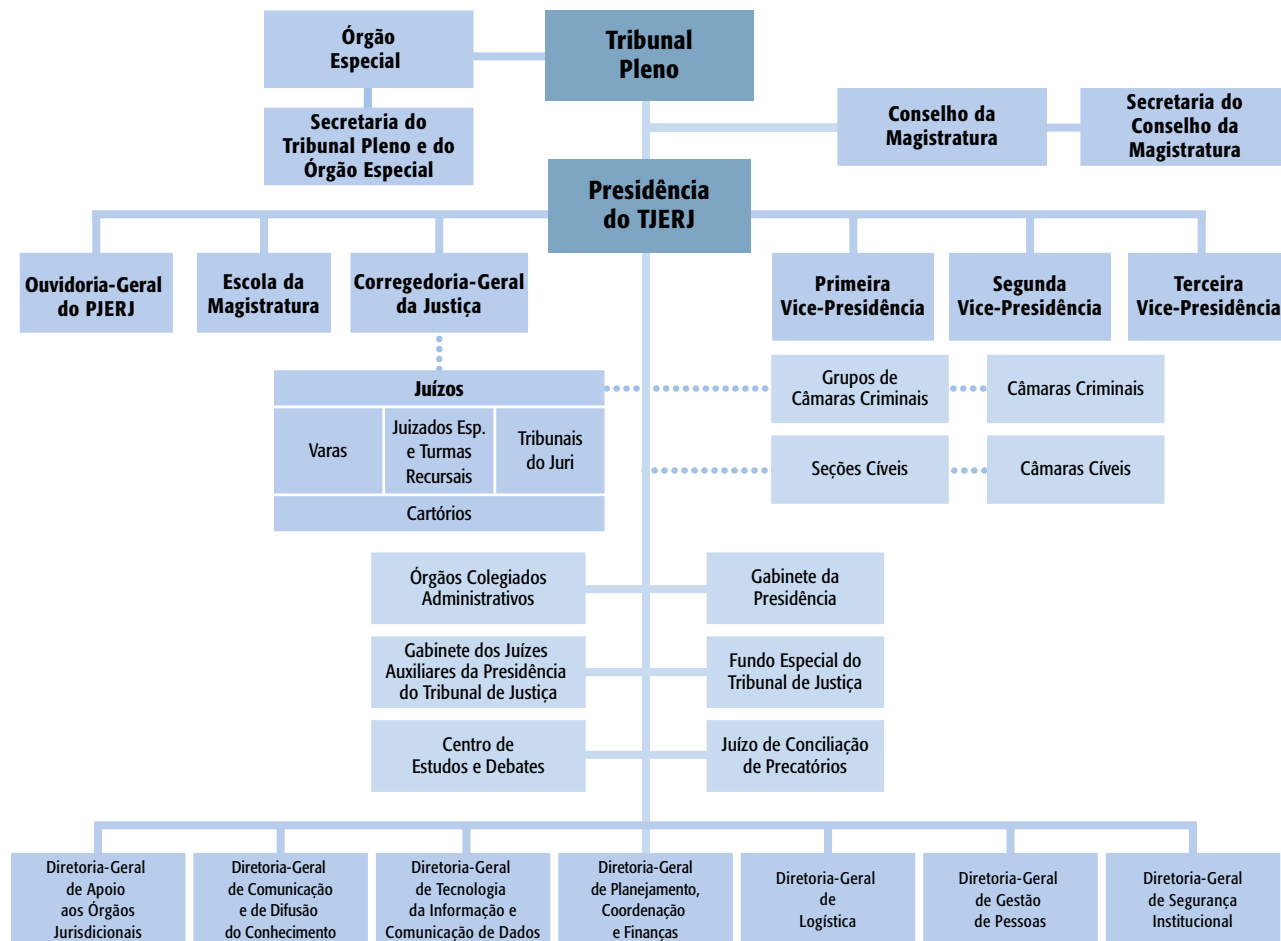 Órgão
Especial
Tribunal
Pleno
Secretaria do
Tribunal Pleno e do
Órgão Especial
Conselho da
Magistratura
Secretaria do
Conselho da
Magistratura
Presidência
do TJERJ
Ouvidoria-Geral
do PJERJ
Escola da
Magistratura
Corregedoria-Geral
da Justiça
Primeira
Vice-Presidência
Segunda
Vice-Presidência
Terceira
Vice-Presidência
Juízos
Varas
Juizados Esp.
e Turmas
Recursais
Tribunais
do Juri
Cartórios
Grupos de
Câmaras Criminais
Câmaras Criminais
Seções Cíveis
Câmaras Cíveis
Órgãos Colegiados
Administrativos
Gabinete da
Presidência
Gabinete dos Juízes
Auxiliares da Presidência
do Tribunal de Justiça
Fundo Especial do
Tribunal de Justiça
Centro de
Estudos e Debates
Juízo de Conciliação
de Precatórios
Diretoria-Geral
de Apoio
aos Órgãos
Jurisdicionais
Diretoria-Geral
de Comunicação
e de Difusão
do Conhecimento
Diretoria-Geral
de Tecnologia
da Informação e
Comunicação de Dados
Diretoria-Geral
de Planejamento,
Coordenação
e Finanças
Diretoria-Geral
de
Logística
Diretoria-Geral
de Gestão
de Pessoas
Diretoria-Geral
de Segurança
Institucional